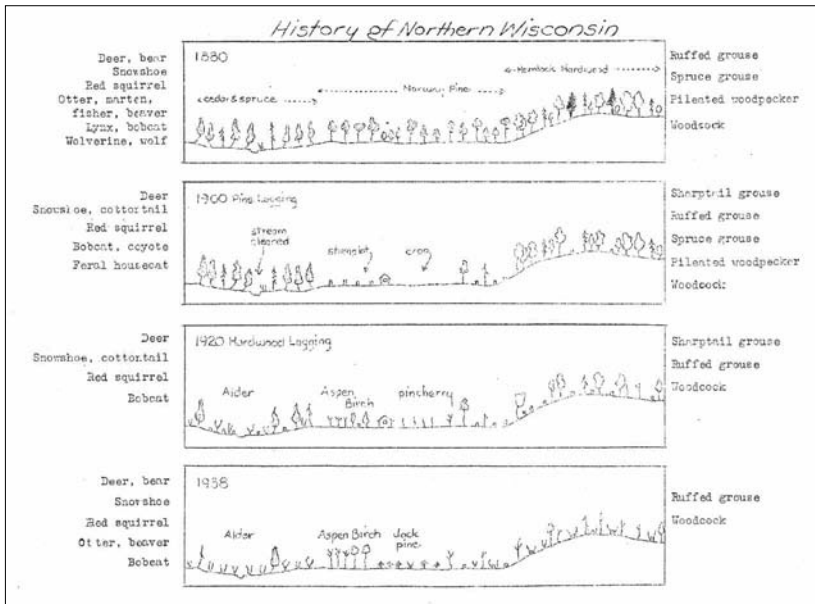 History of Northern Wisconsin
Deer, bear
Snowshoe
Red squirrel
Otter, marten,
fisher, beaver
Lynx, bobcat
Wolverine, wolf
1880
cedar & spruce
Norway Pine
Hemlock Hardwood
Ruffed grouse
Spruce grouse
Pileated woodpecker
Woodcock
Deer
Snowshoe, cottontail
Red squirrel
Bobcat, coyote
Feral housecat
1900 Pine Logging
stream
cleared
stumplot
crop
Sharptail grouse
Ruffed grouse
Spruce grouse
Pileated woodpecker
Woodcock
Deer
Snowshoe, cottontail
Red squirrel
Bobcat
1920 Hardwood Logging
Alder
Aspen
Birch
pincherry
Sharptail grouse
Ruffed grouse
Woodcock
Deer, bear
Snowshoe
Red squirrel
Otter, beaver
Bobcat
1938
Alder
Aspen Birch
Jack
pine
Ruffed grouse
Woodcock